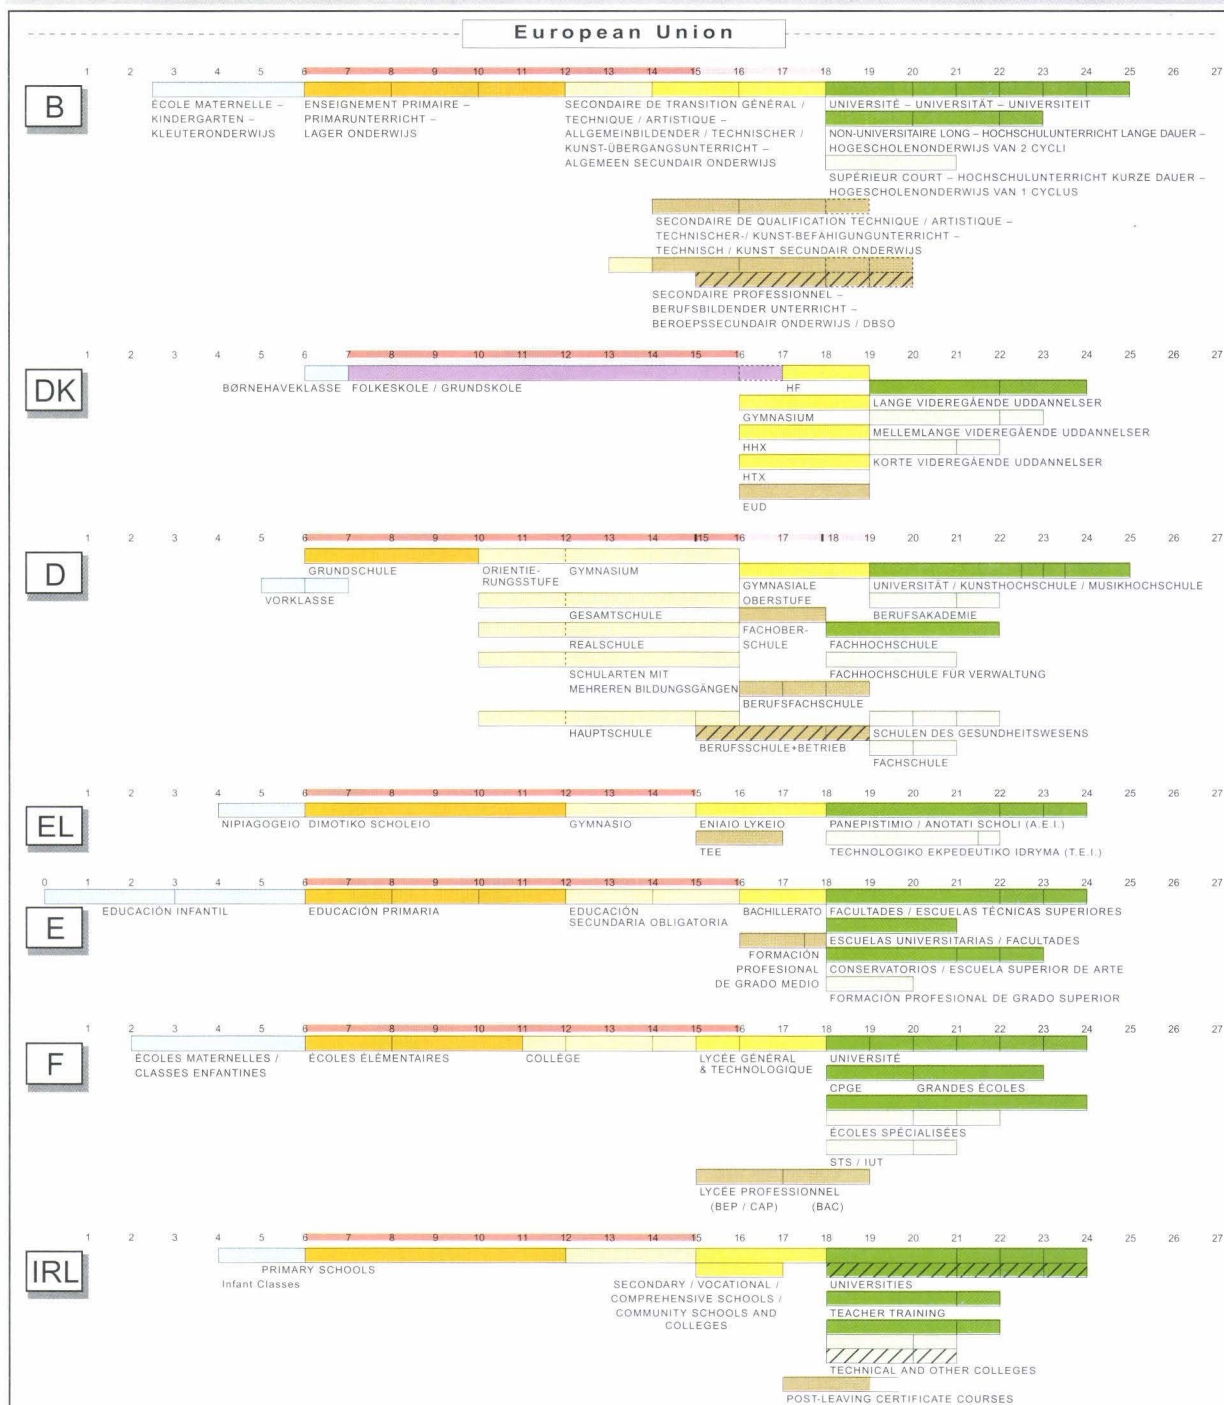 European Union
1 2 3 4 5 6 7 8 9 10 11 12 13 14 15 16 17 18 19 20 21 22 23 24 25 26 27
B
ÉCOLE MATERNELLE –
KINDERGARTEN –
KLEUTERONDERWIJS
ENSEIGNEMENT PRIMAIRE –
PRIMARUNTERRICHT –
LAGER ONDERWIJS
SECONDAIRE DE TRANSITION GÉNÉRAL /
TECHNIQUE / ARTISTIQUE –
ALLGEMEINBILDENDER / TECHNISCHER /
KUNST-ÜBERGANGSUNTERRICHT –
ALGEMEEN SECUNDAIR ONDERWIJS
UNIVERSITÉ – UNIVERSITÄT – UNIVERSITEIT
NON-UNIVERSITAIRE LONG – HOCHSCHULUNTERRICHT LANGE DAUER –
HOGESCHOLENONDERWIJS VAN 2 CYCLI
SUPÉRIEUR COURT – HOCHSCHULUNTERRICHT KURZE DAUER –
HOGESCHOLENONDERWIJS VAN 1 CYCLUS
SECONDAIRE DE QUALIFICATION TECHNIQUE / ARTISTIQUE –
TECHNISCHER-/ KUNST-BEFÄHIGUNGUNTERRICHT –
TECHNISCH / KUNST SECUNDAIR ONDERWIJS
SECONDAIRE PROFESSIONNEL –
BERUFSBILDENDER UNTERRICHT –
BEROEPSSECUNDAIR ONDERWIJS / DBSO
1 2 3 4 5 6 7 8 9 10 11 12 13 14 15 16 17 18 19 20 21 22 23 24 25 26 27
DK
BØRNEHAVEKLASSE
FOLKESKOLE / GRUNDSKOLE
HF
LANGE VIDEREGÅENDE UDDANNELSER
GYMNASIUM
MELLEMLANGE VIDEREGÅENDE UDDANNELSER
HHX
KORTE VIDEREGÅENDE UDDANNELSER
HTX
EUD
1 2 3 4 5 6 7 8 9 10 11 12 13 14 15 16 17 18 19 20 21 22 23 24 25 26 27
D
GRUNDSCHULE
ORIENTIE-
RUNGSSTUFE
GYMNASIUM
GYMNASIALE
OBERSTUFE
UNIVERSITÄT / KUNSTHOCHSCHULE / MUSIKHOCHSCHULE
VORKLASSE
GESAMTSCHULE
BERUFSAKADEMIE
REALSCHULE
FACHOBER-
SCHULE
FACHHOCHSCHULE
SCHULARTEN MIT
MEHREREN BILDUNGSGÄNGEN
FACHHOCHSCHULE FÜR VERWALTUNG
BERUFSFACHSCHULE
HAUPTSCHULE
SCHULEN DES GESUNDHEITSWESENS
BERUFSSCHULE+BETRIEB
FACHSCHULE
1 2 3 4 5 6 7 8 9 10 11 12 13 14 15 16 17 18 19 20 21 22 23 24 25 26 27
EL
NIPIAGOGEIO
DIMOTIKO SCHOLEIO
GYMNASIO
ENIAIO LYKEIO
PANEPISTIMIO / ANOTATI SCHOLI (A.E.I.)
TEE
TECHNOLOGIKO EKPEDEUTIKO IDRYMA (T.E.I.)
0 1 2 3 4 5 6 7 8 9 10 11 12 13 14 15 16 17 18 19 20 21 22 23 24 25 26 27
E
EDUCACIÓN INFANTIL
EDUCACIÓN PRIMARIA
EDUCACIÓN
SECUNDARIA OBLIGATORIA
BACHILLERATO
FACULTADES / ESCUELAS TÉCNICAS SUPERIORES
ESCUELAS UNIVERSITARIAS / FACULTADES
FORMACIÓN
PROFESIONAL
DE GRADO MEDIO
CONSERVATORIOS / ESCUELA SUPERIOR DE ARTE
FORMACIÓN PROFESIONAL DE GRADO SUPERIOR
1 2 3 4 5 6 7 8 9 10 11 12 13 14 15 16 17 18 19 20 21 22 23 24 25 26 27
F
ÉCOLES MATERNELLES /
CLASSES ENFANTINES
ÉCOLES ÉLÉMENTAIRES
COLLÈGE
LYCÉE GÉNÉRAL
& TECHNOLOGIQUE
UNIVERSITÉ
CPGE GRANDES ÉCOLES
ÉCOLES SPÉCIALISÉES
STS / IUT
LYCÉE PROFESSIONNEL
(BEP / CAP) (BAC)
1 2 3 4 5 6 7 8 9 10 11 12 13 14 15 16 17 18 19 20 21 22 23 24 25 26 27
IRL
PRIMARY SCHOOLS
Infant Classes
SECONDARY / VOCATIONAL /
COMPREHENSIVE SCHOOLS /
COMMUNITY SCHOOLS AND
COLLEGES
UNIVERSITIES
TEACHER TRAINING
TECHNICAL AND OTHER COLLEGES
POST-LEAVING CERTIFICATE COURSES